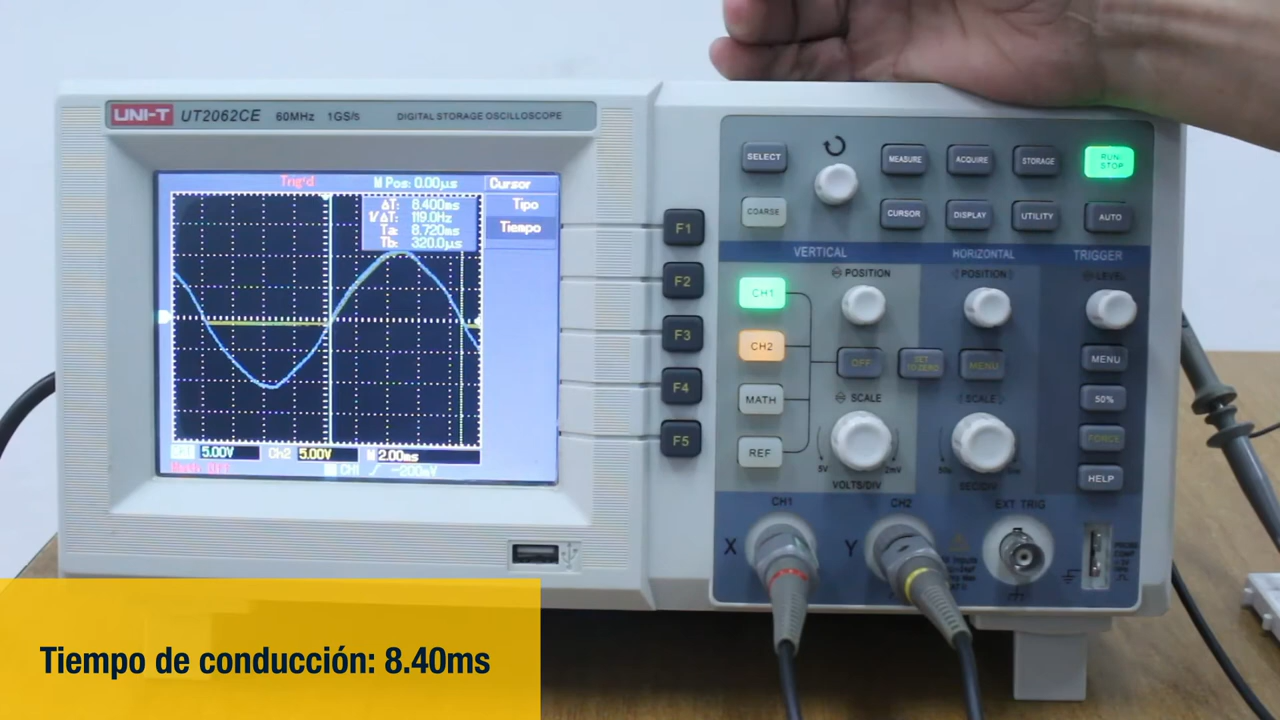 UNI-T UT2062CE 60MHz 1GS/s DIGITAL STORAGE OSCILLOSCOPE
Trig'd M Pos: 0.00µs Cursor
ΔT: 8.400ms
1/ΔT: 119.0Hz
Ta: 8.720ms
Tb: 320.0µs
Tipo
Tiempo
5.00V Ch2 5.00V M 2.00ms
CH1 -200mV
F1
F2
F3
F4
F5
SELECT MEASURE ACQUIRE STORAGE RUN/STOP
COARSE CURSOR DISPLAY UTILITY AUTO
VERTICAL HORIZONTAL TRIGGER
POSITION POSITION LEVEL
CH1
CH2 OFF SET TO ZERO MENU MENU
MATH SCALE SCALE 50%
FORCE
REF 5V 2mV
VOLTS/DIV SEC/DIV HELP
CH1 CH2 EXT TRIG
X Y
Tiempo de conducción: 8.40ms